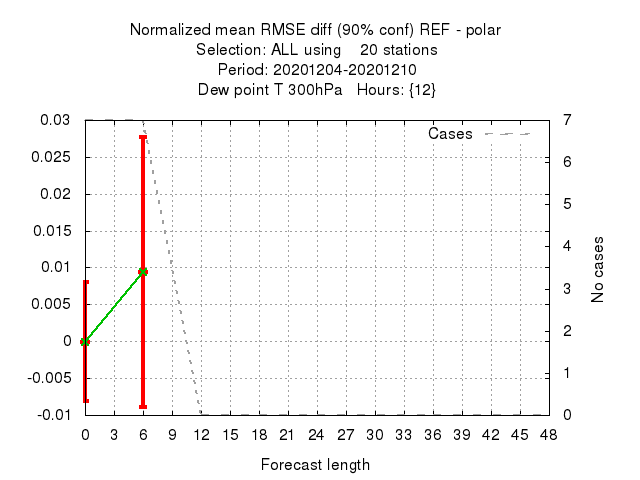 Normalized mean RMSE diff (90% conf) REF - polar
Selection: ALL using    20 stations
Period: 20201204-20201210
Dew point T 300hPa   Hours: {12}
Cases
0.03
0.025
0.02
0.015
0.01
0.005
0
-0.005
-0.01
7
6
5
4
3
2
1
0
No cases
0 3 6 9 12 15 18 21 24 27 30 33 36 39 42 45 48
Forecast length